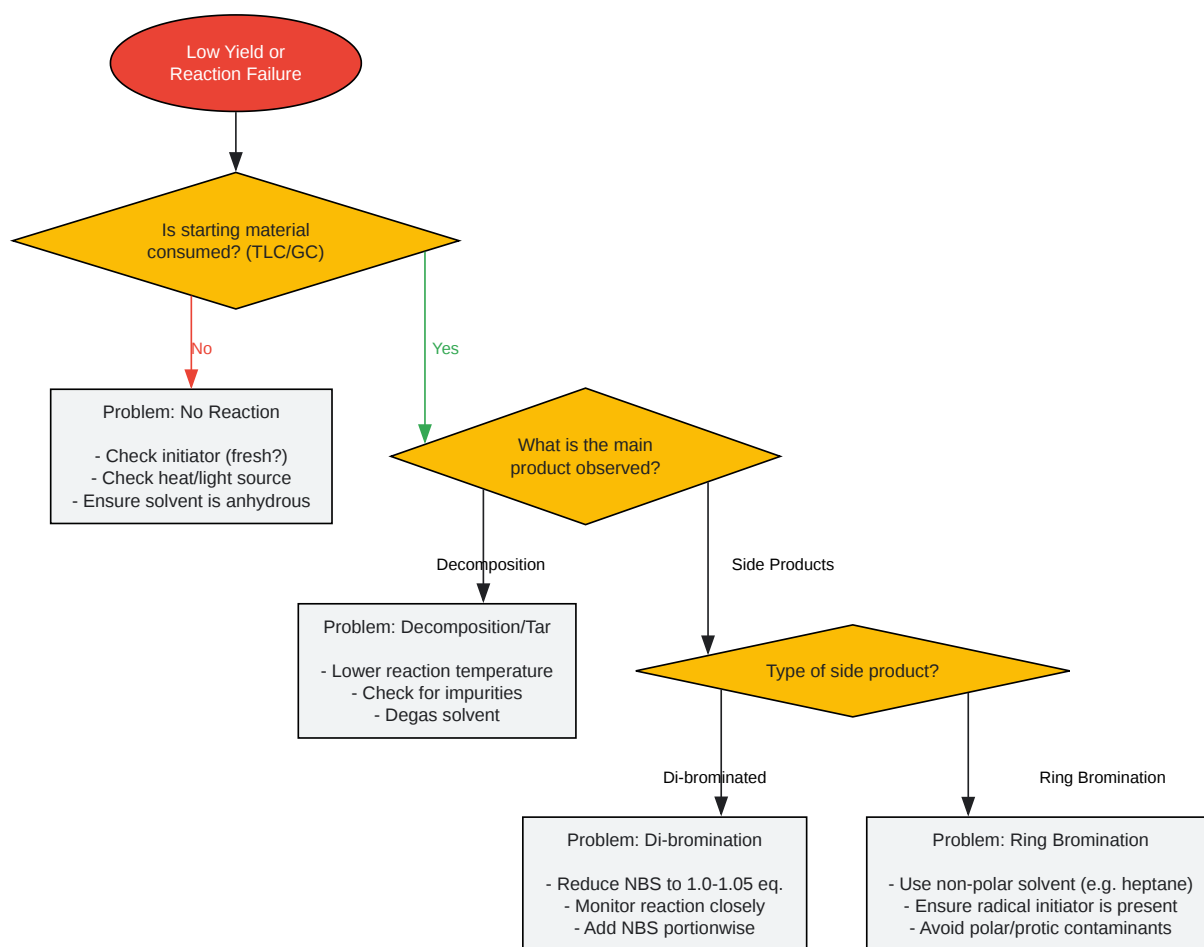 Low Yield or
Reaction Failure
Is starting material
consumed? (TLC/GC)
No
Yes
Problem: No Reaction
- Check initiator (fresh?)
- Check heat/light source
- Ensure solvent is anhydrous
What is the main
product observed?
Decomposition
Side Products
Problem: Decomposition/Tar
- Lower reaction temperature
- Check for impurities
- Degas solvent
Type of side product?
Di-brominated
Ring Bromination
Problem: Di-bromination
- Reduce NBS to 1.0-1.05 eq.
- Monitor reaction closely
- Add NBS portionwise
Problem: Ring Bromination
- Use non-polar solvent (e.g. heptane)
- Ensure radical initiator is present
- Avoid polar/protic contaminants